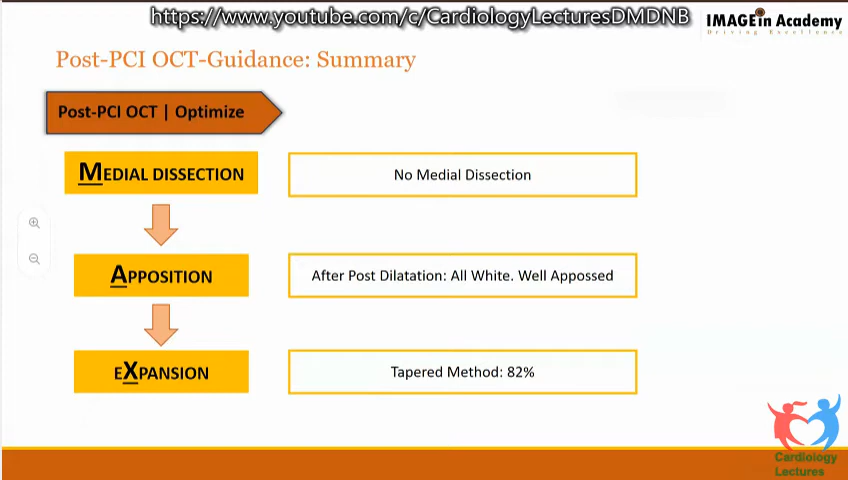 https://www.youtube.com/c/CardiologyLecturesDMDNB
IMAGEin Academy
Driving Excellence
Post-PCI OCT-Guidance: Summary
Post-PCI OCT | Optimize
MEDIAL DISSECTION
No Medial Dissection
APPOSITION
After Post Dilatation: All White. Well Appossed
EXPANSION
Tapered Method: 82%
Cardiology
Lectures